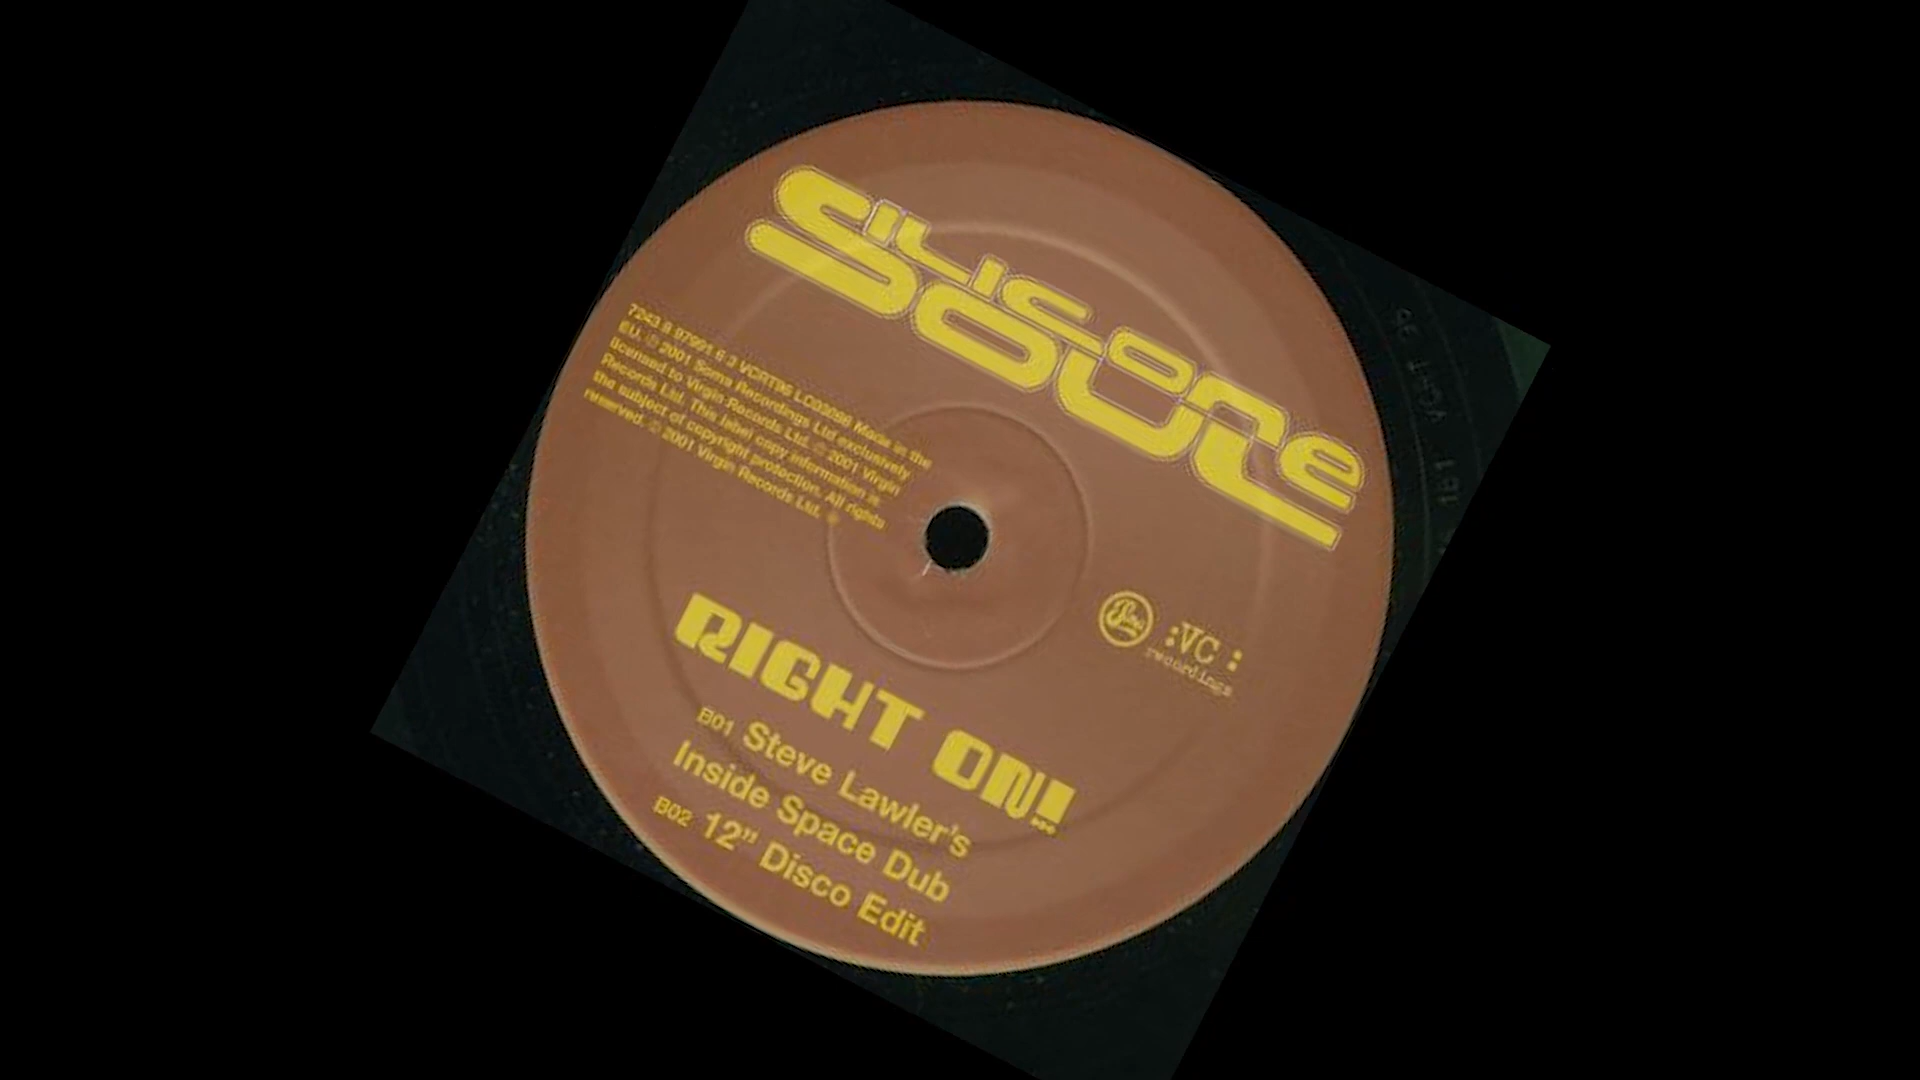 SILICONE
SOUL
7243 8 97991 6 3 VCRT96 LC03098 Made in the
EU. ℗ 2001 Soma Recordings Ltd exclusively
licensed to Virgin Records Ltd. © 2001 Virgin
Records Ltd. This label copy information is
the subject of copyright protection. All rights
reserved. © 2001 Virgin Records Ltd.
Soma
:VC :
recordings
RIGHT ON!
B01 Steve Lawler's
Inside Space Dub
B02 12" Disco Edit